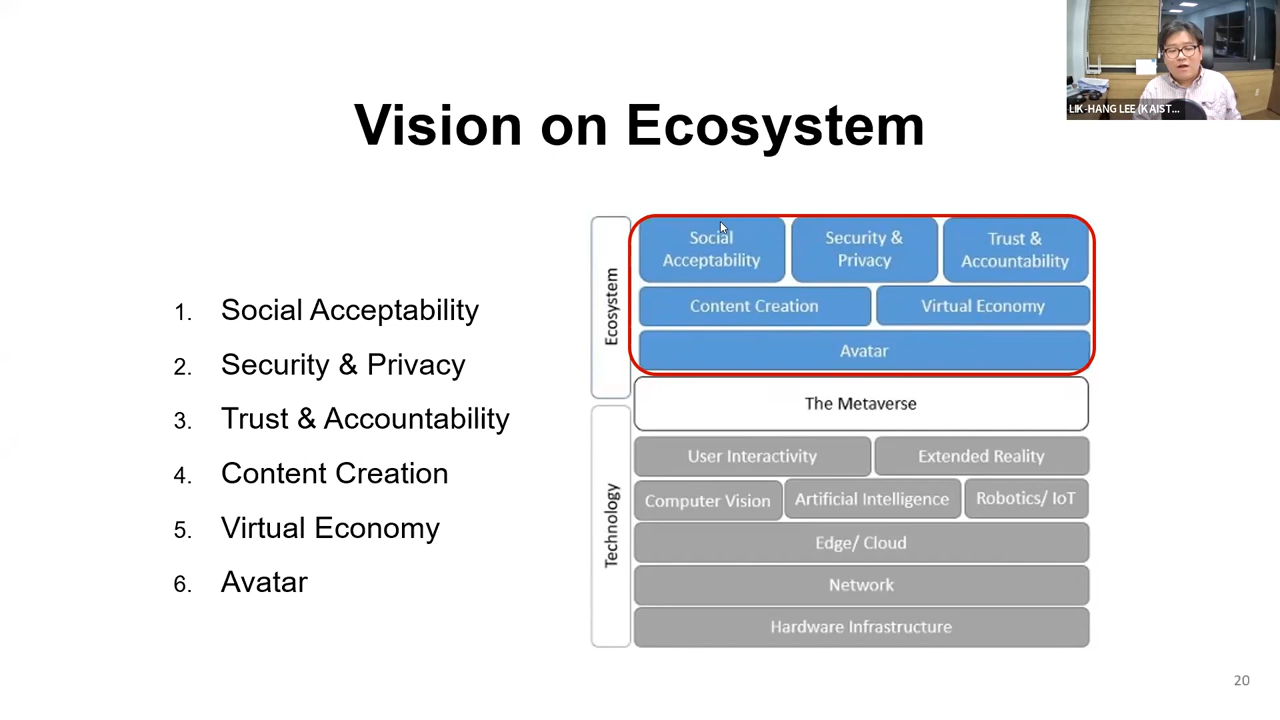 LIK-HANG LEE (KAIST...
Vision on Ecosystem
1. Social Acceptability
2. Security & Privacy
3. Trust & Accountability
4. Content Creation
5. Virtual Economy
6. Avatar
Ecosystem
Social
Acceptability
Security &
Privacy
Trust &
Accountability
Content Creation
Virtual Economy
Avatar
The Metaverse
Technology
User Interactivity
Extended Reality
Computer Vision
Artificial Intelligence
Robotics/ IoT
Edge/ Cloud
Network
Hardware Infrastructure
20